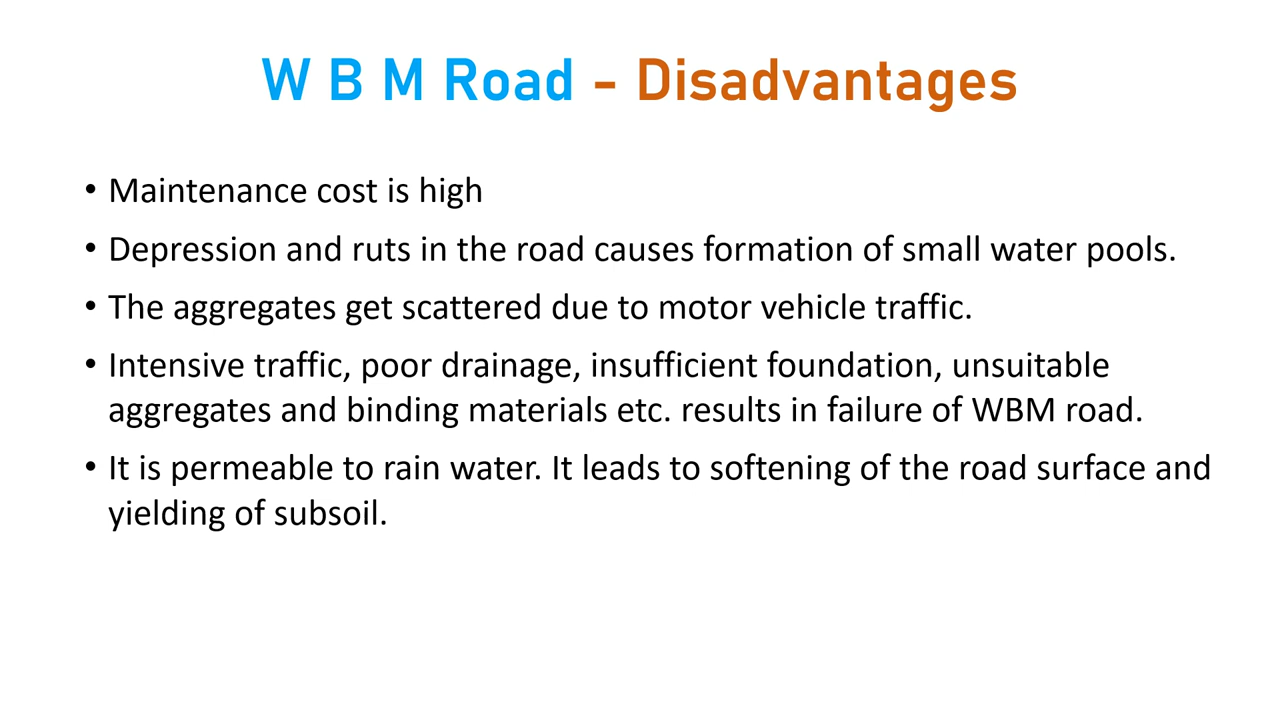 W B M Road - Disadvantages
• Maintenance cost is high
• Depression and ruts in the road causes formation of small water pools.
• The aggregates get scattered due to motor vehicle traffic.
• Intensive traffic, poor drainage, insufficient foundation, unsuitable
aggregates and binding materials etc. results in failure of WBM road.
• It is permeable to rain water. It leads to softening of the road surface and
yielding of subsoil.